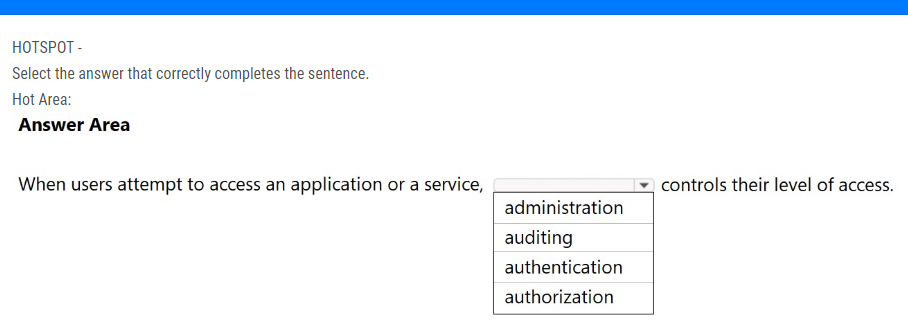 HOTSPOT -
Select the answer that correctly completes the sentence.
Hot Area:
Answer Area
When users attempt to access an application or a service, controls their level of access.
administration
auditing
authentication
authorization